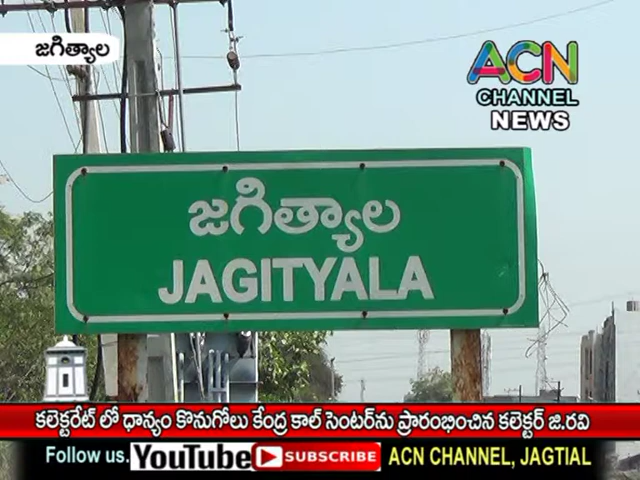 జగిత్యాల
ACN
CHANNEL
NEWS
జగిత్యాల
JAGITYALA
కలెక్టరేట్ లో ధాన్యం కొనుగోలు కేంద్ర కాల్ సెంటర్‌ను ప్రారంభించిన కలెక్టర్ జి.రవి
Follow us. YouTube SUBSCRIBE ACN CHANNEL, JAGTIAL